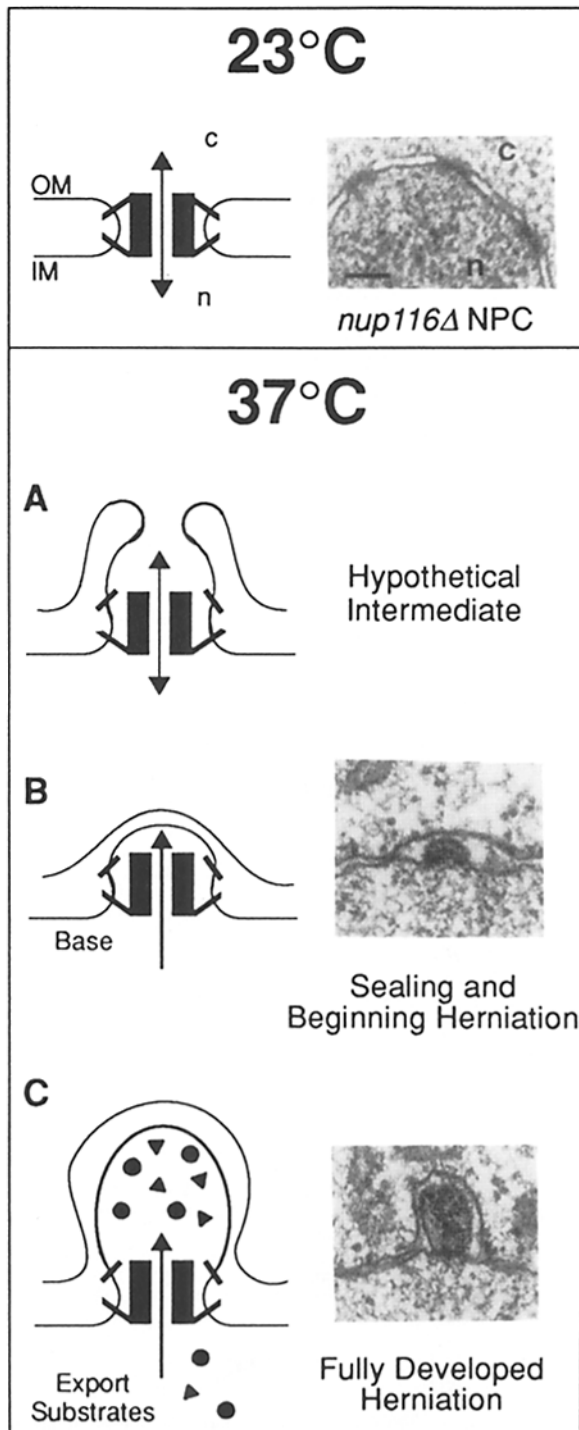 23°C
c
OM
IM
n
c
n
nup116Δ NPC
37°C
A
Hypothetical
Intermediate
B
Base
Sealing and
Beginning Herniation
C
Export
Substrates
Fully Developed
Herniation